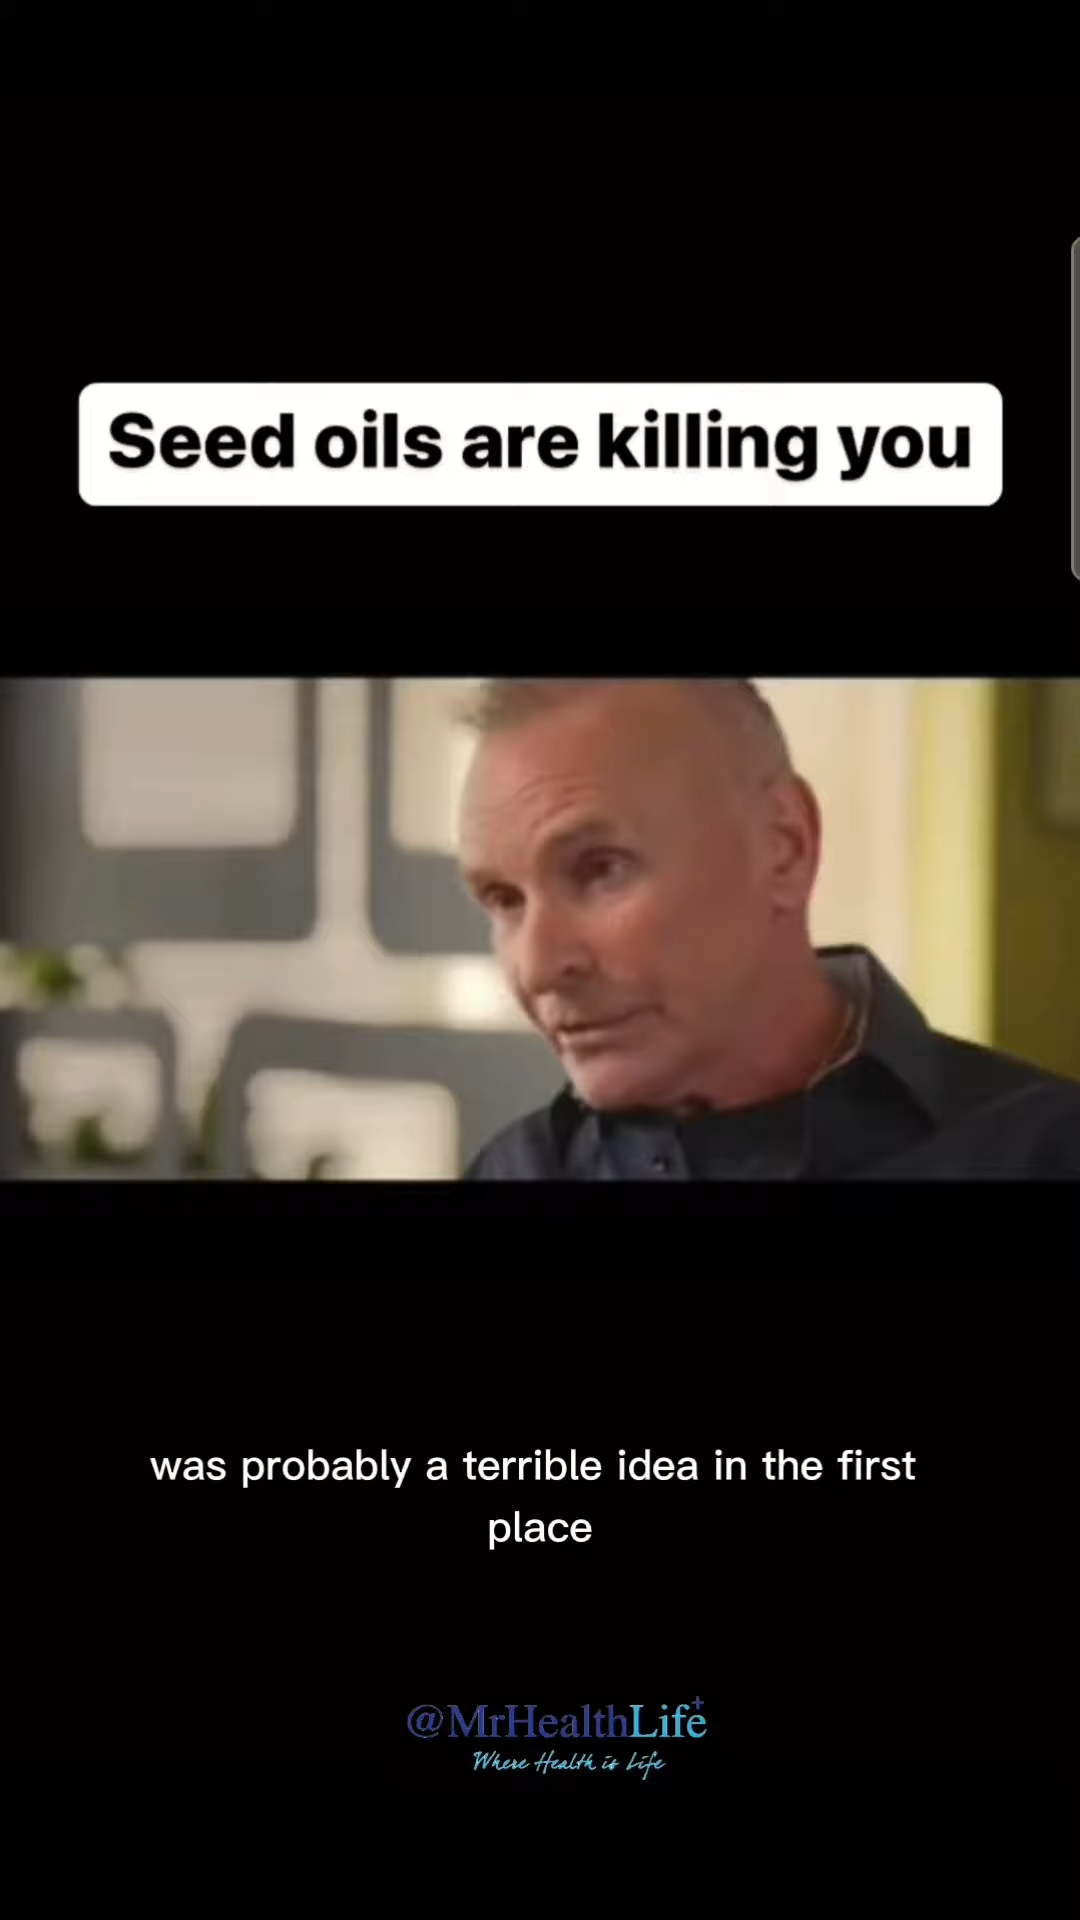 Seed oils are killing you
was probably a terrible idea in the first
place
@MrHealthLife+
Where Health is Life